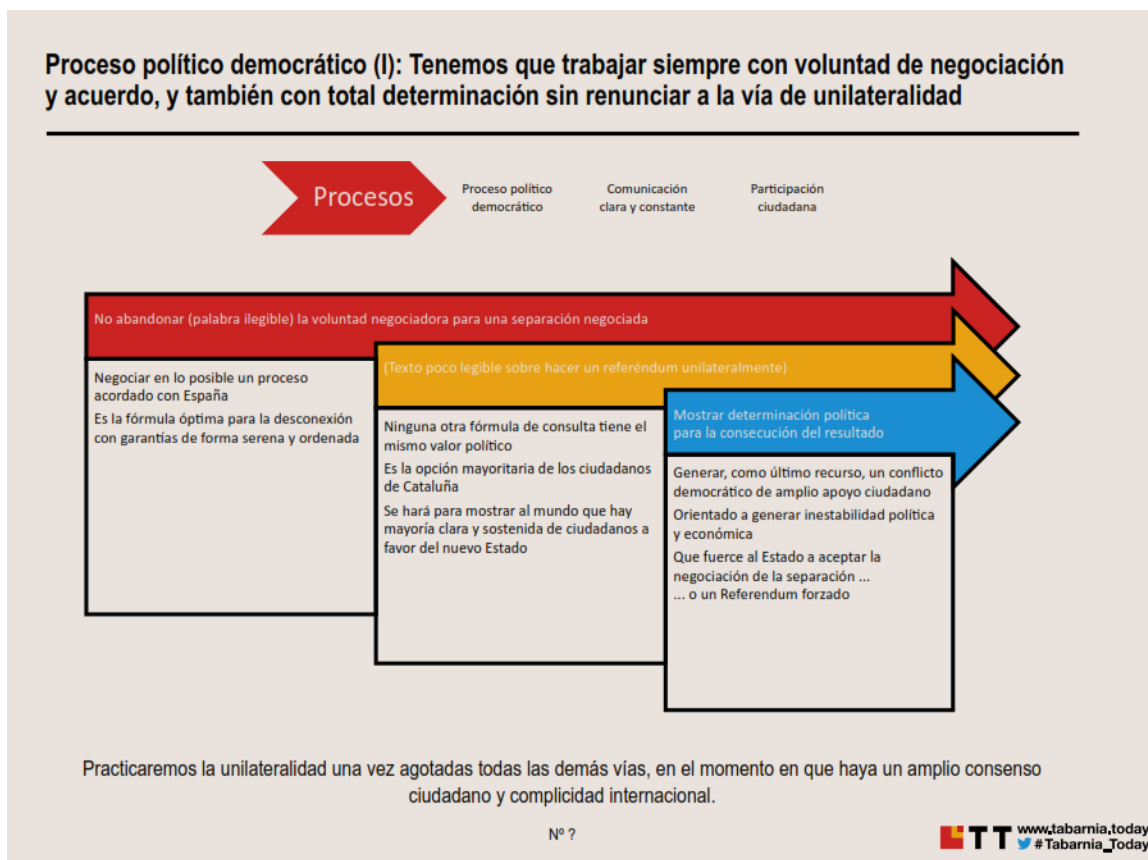 Proceso político democrático (I): Tenemos que trabajar siempre con voluntad de negociación
y acuerdo, y también con total determinación sin renunciar a la vía de unilateralidad
Procesos
Proceso político
democrático
Comunicación
clara y constante
Participación
ciudadana
No abandonar (palabra ilegible) la voluntad negociadora para una separación negociada
Negociar en lo posible un proceso
acordado con España
Es la fórmula óptima para la desconexión
con garantías de forma serena y ordenada
(Texto poco legible sobre hacer un referéndum unilateralmente)
Ninguna otra fórmula de consulta tiene el
mismo valor político
Es la opción mayoritaria de los ciudadanos
de Cataluña
Se hará para mostrar al mundo que hay
mayoría clara y sostenida de ciudadanos a
favor del nuevo Estado
Mostrar determinación política
para la consecución del resultado
Generar, como último recurso, un conflicto
democrático de amplio apoyo ciudadano
Orientado a generar inestabilidad política
y económica
Que fuerce al Estado a aceptar la
negociación de la separación ...
... o un Referendum forzado
Practicaremos la unilateralidad una vez agotadas todas las demás vías, en el momento en que haya un amplio consenso
ciudadano y complicidad internacional.
Nº ?
TT
www.tabarnia.today
#Tabarnia_Today